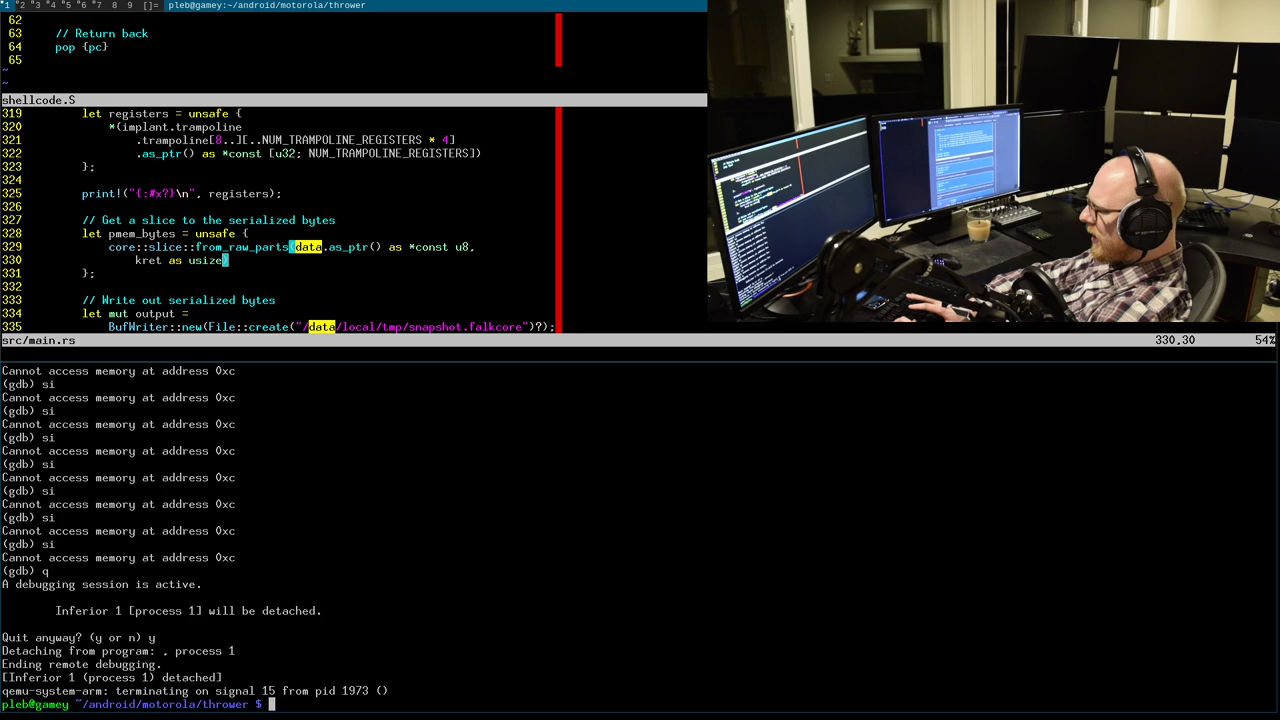 1 2 3 4 5 6 7 8 9 []= pleb@gamey:~/android/motorola/thrower
62
63 // Return back
64 pop {pc}
65
~
~
shellcode.S
319 let registers = unsafe {
320 *(implant.trampoline
321 .trampoline[8..][..NUM_TRAMPOLINE_REGISTERS * 4]
322 .as_ptr() as *const [u32; NUM_TRAMPOLINE_REGISTERS])
323 };
324
325 print!("{:#x?}\n", registers);
326
327 // Get a slice to the serialized bytes
328 let pmem_bytes = unsafe {
329 core::slice::from_raw_parts(data.as_ptr() as *const u8,
330 kret as usize)
331 };
332
333 // Write out serialized bytes
334 let mut output =
335 BufWriter::new(File::create("/data/local/tmp/snapshot.falkcore")?);
src/main.rs 330,30 54%
Cannot access memory at address 0xc
(gdb) si
Cannot access memory at address 0xc
(gdb) si
Cannot access memory at address 0xc
(gdb) si
Cannot access memory at address 0xc
(gdb) si
Cannot access memory at address 0xc
(gdb) si
Cannot access memory at address 0xc
(gdb) si
Cannot access memory at address 0xc
(gdb) si
Cannot access memory at address 0xc
(gdb) q
A debugging session is active.
Inferior 1 [process 1] will be detached.
Quit anyway? (y or n) y
Detaching from program: , process 1
Ending remote debugging.
[Inferior 1 (process 1) detached]
qemu-system-arm: terminating on signal 15 from pid 1973 ()
pleb@gamey ~/android/motorola/thrower $